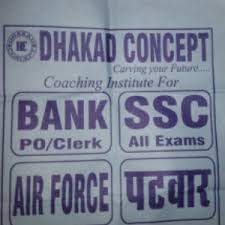 DHAKAD CONCEPT
Carving your Future.....
Coaching Institute For
BANK
PO/Clerk
SSC
All Exams
AIR FORCE
पटवार